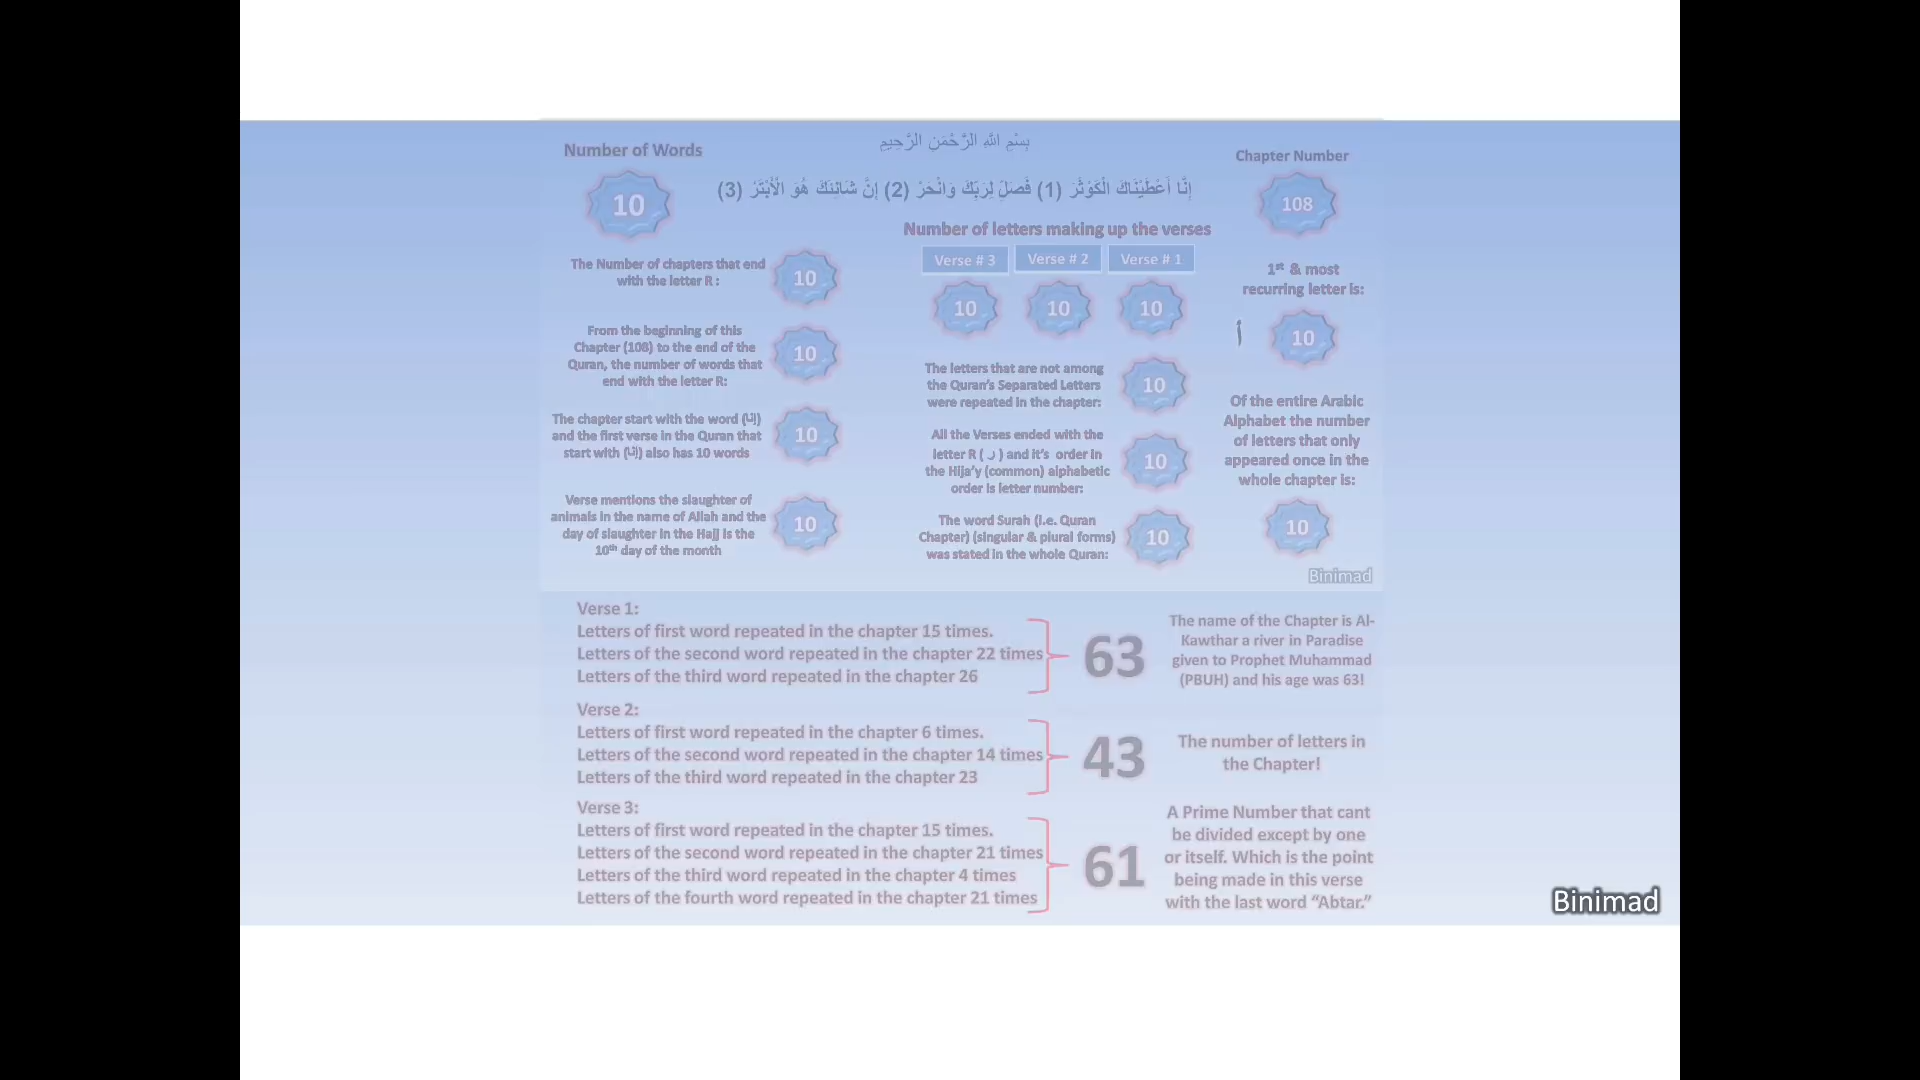 Number of Words
10
بِسْمِ اللَّهِ الرَّحْمَنِ الرَّحِيمِ
Chapter Number
108
إِنَّا أَعْطَيْنَاكَ الْكَوْثَرَ (1) فَصَلِّ لِرَبِّكَ وَانْحَرْ (2) إِنَّ شَانِئَكَ هُوَ الْأَبْتَرُ (3)
The Number of chapters that end
with the letter R :
10
From the beginning of this
Chapter (108) to the end of the
Quran, the number of words that
end with the letter R:
10
The chapter start with the word (إنا)
and the first verse in the Quran that
start with (إنا) also has 10 words
10
Verse mentions the slaughter of
animals in the name of Allah and the
day of slaughter in the Hajj is the
10th day of the month
10
Number of letters making up the verses
Verse # 3 Verse # 2 Verse # 1
10 10 10
The letters that are not among
the Quran's Separated Letters
were repeated in the chapter:
10
All the Verses ended with the
letter R ( ر ) and it's order in
the Hija'y (common) alphabetic
order is letter number:
10
The word Surah (i.e. Quran
Chapter) (singular & plural forms)
was stated in the whole Quran:
10
1st & most
recurring letter is:
أ 10
Of the entire Arabic
Alphabet the number
of letters that only
appeared once in the
whole chapter is:
10
Binimad
Verse 1:
Letters of first word repeated in the chapter 15 times.
Letters of the second word repeated in the chapter 22 times
Letters of the third word repeated in the chapter 26
63
The name of the Chapter is Al-
Kawthar a river in Paradise
given to Prophet Muhammad
(PBUH) and his age was 63!
Verse 2:
Letters of first word repeated in the chapter 6 times.
Letters of the second word repeated in the chapter 14 times
Letters of the third word repeated in the chapter 23
43
The number of letters in
the Chapter!
Verse 3:
Letters of first word repeated in the chapter 15 times.
Letters of the second word repeated in the chapter 21 times
Letters of the third word repeated in the chapter 4 times
Letters of the fourth word repeated in the chapter 21 times
61
A Prime Number that cant
be divided except by one
or itself. Which is the point
being made in this verse
with the last word “Abtar.”
Binimad